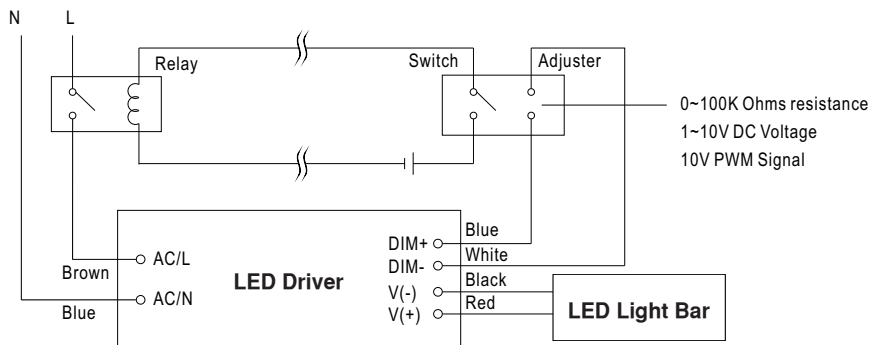 N
L
Relay
Switch
Adjuster
0~100K Ohms resistance
1~10V DC Voltage
10V PWM Signal
Blue
DIM+
White
DIM-
Black
V(-)
Red
V(+)
AC/L
Brown
LED Driver
AC/N
Blue
LED Light Bar